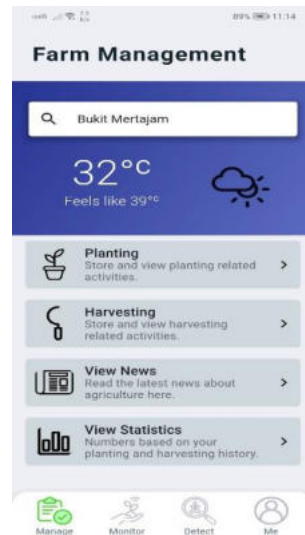 89% 11:14
Farm Management
Bukit Mertajam
32°C
Feels like 39°C
Planting
Store and view planting related
activities.
Harvesting
Store and view harvesting
related activities.
View News
Read the latest news about
agriculture here.
View Statistics
Numbers based on your
planting and harvesting history.
Manage Monitor Detect Me